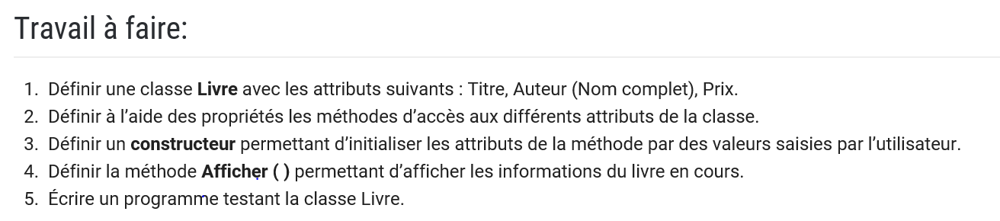 Travail à faire:
1. Définir une classe Livre avec les attributs suivants : Titre, Auteur (Nom complet), Prix.
2. Définir à l’aide des propriétés les méthodes d’accès aux différents attributs de la classe.
3. Définir un constructeur permettant d’initialiser les attributs de la méthode par des valeurs saisies par l’utilisateur.
4. Définir la méthode Afficher ( ) permettant d’afficher les informations du livre en cours.
5. Écrire un programme testant la classe Livre.